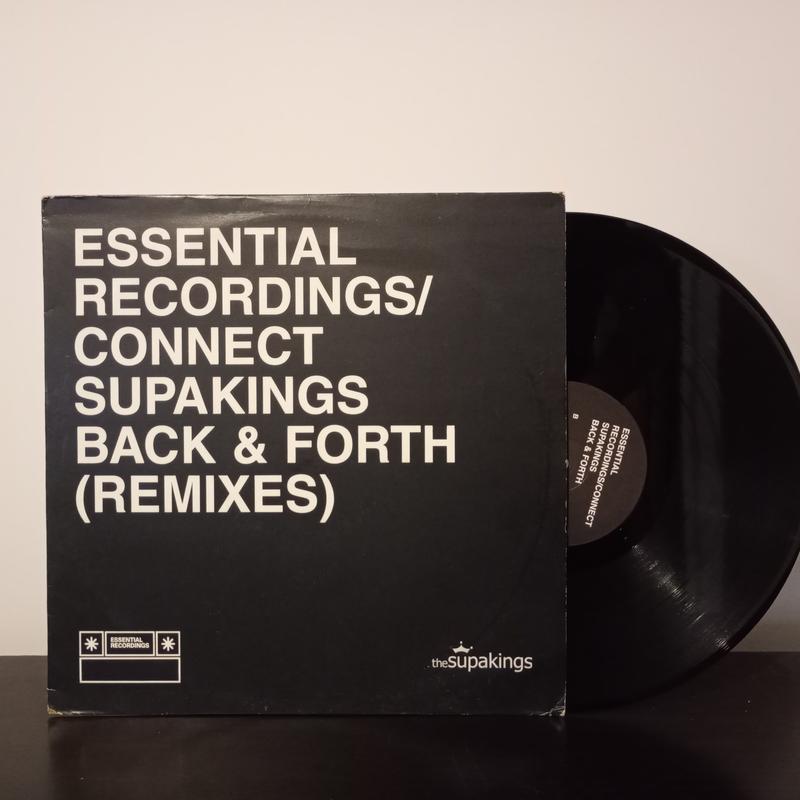 ESSENTIAL
RECORDINGS/
CONNECT
SUPAKINGS
BACK & FORTH
(REMIXES)
ESSENTIAL
RECORDINGS
thesupakings
B
ESSENTIAL
RECORDINGS/CONNECT
SUPAKINGS
BACK & FORTH